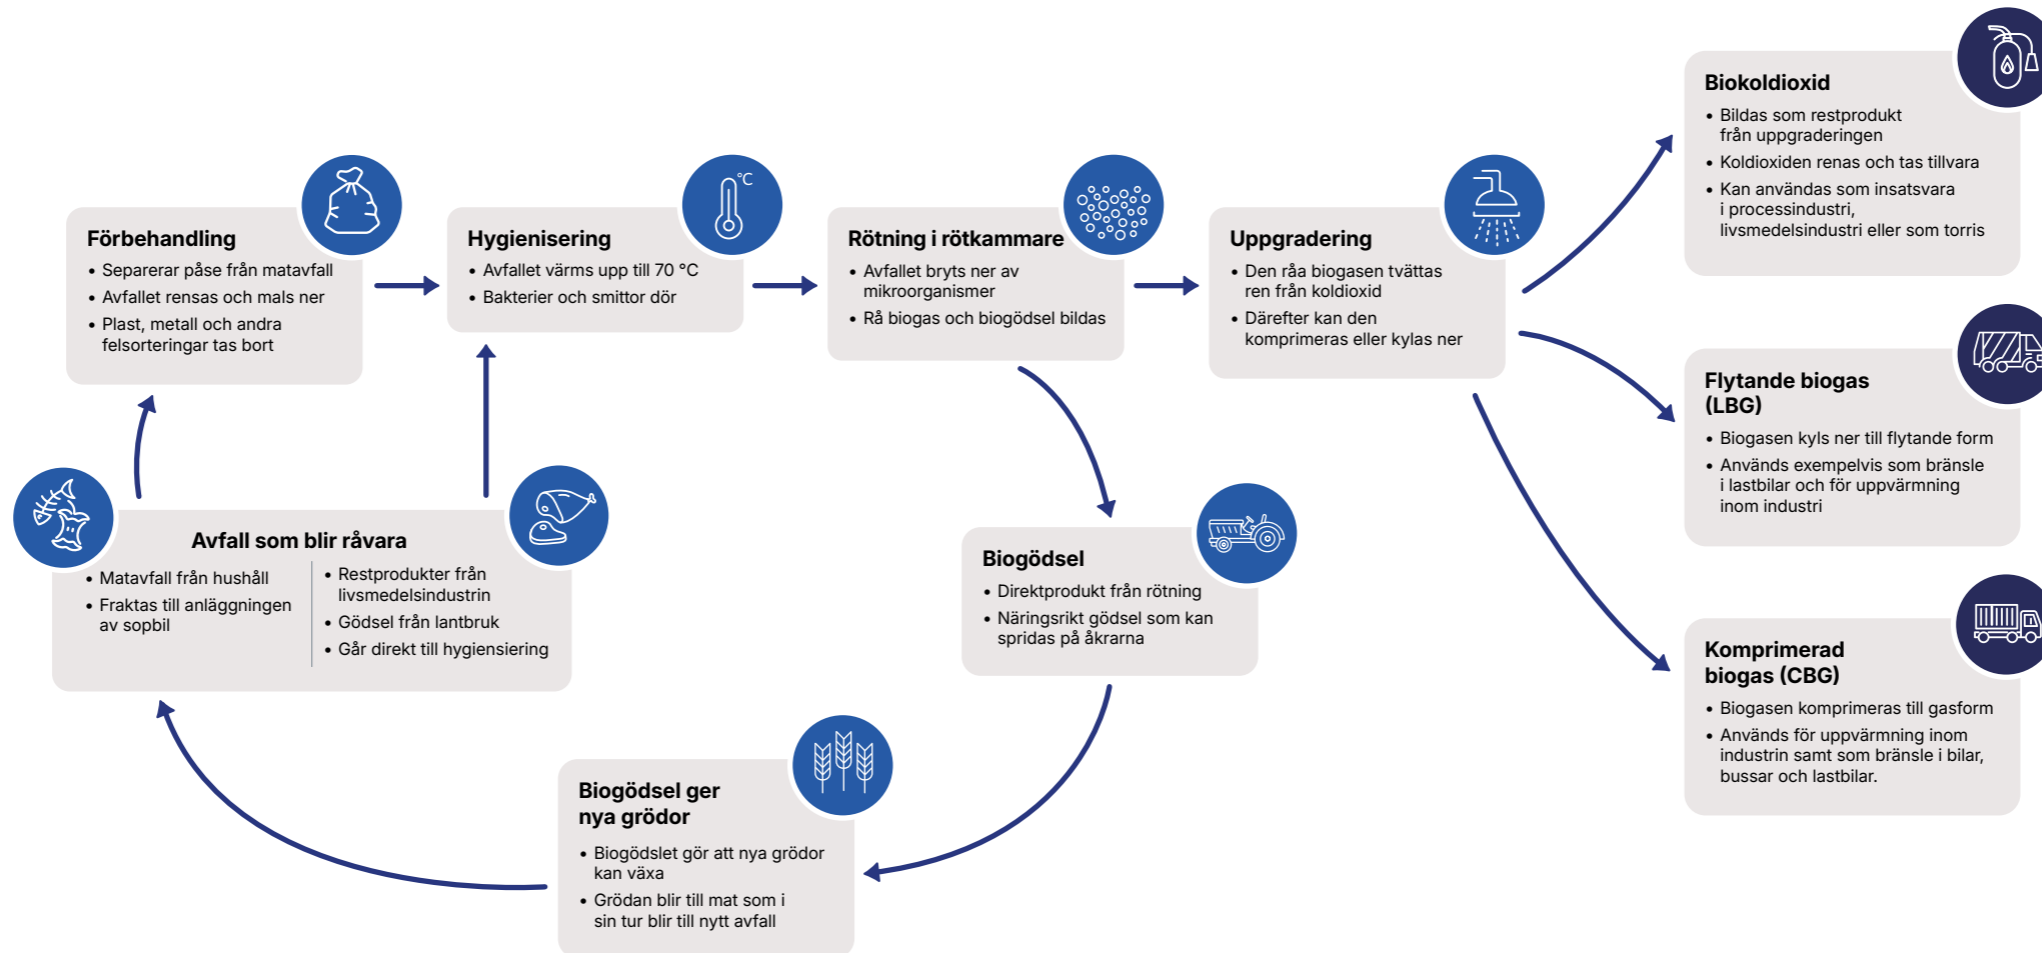 Förbehandling
• Separerar påse från matavfall
• Avfallet rensas och mals ner
• Plast, metall och andra
felsorteringar tas bort
°C
Hygienisering
• Avfallet värms upp till 70 °C
• Bakterier och smittor dör
Rötning i rötkammare
• Avfallet bryts ner av
mikroorganismer
• Rå biogas och biogödsel bildas
Uppgradering
• Den råa biogasen tvättas
ren från koldioxid
• Därefter kan den
komprimeras eller kylas ner
Biokoldioxid
• Bildas som restprodukt
från uppgraderingen
• Koldioxiden renas och tas tillvara
• Kan användas som insatsvara
i processindustri,
livsmedelsindustri eller som torris
Flytande biogas
(LBG)
• Biogasen kyls ner till flytande form
• Används exempelvis som bränsle
i lastbilar och för uppvärmning
inom industri
Komprimerad
biogas (CBG)
• Biogasen komprimeras till gasform
• Används för uppvärmning inom
industrin samt som bränsle i bilar,
bussar och lastbilar.
Avfall som blir råvara
• Matavfall från hushåll
• Fraktas till anläggningen
av sopbil
• Restprodukter från
livsmedelsindustrin
• Gödsel från lantbruk
• Går direkt till hygiensiering
Biogödsel
• Direktprodukt från rötning
• Näringsrikt gödsel som kan
spridas på åkrarna
Biogödsel ger
nya grödor
• Biogödslet gör att nya grödor
kan växa
• Grödan blir till mat som i
sin tur blir till nytt avfall